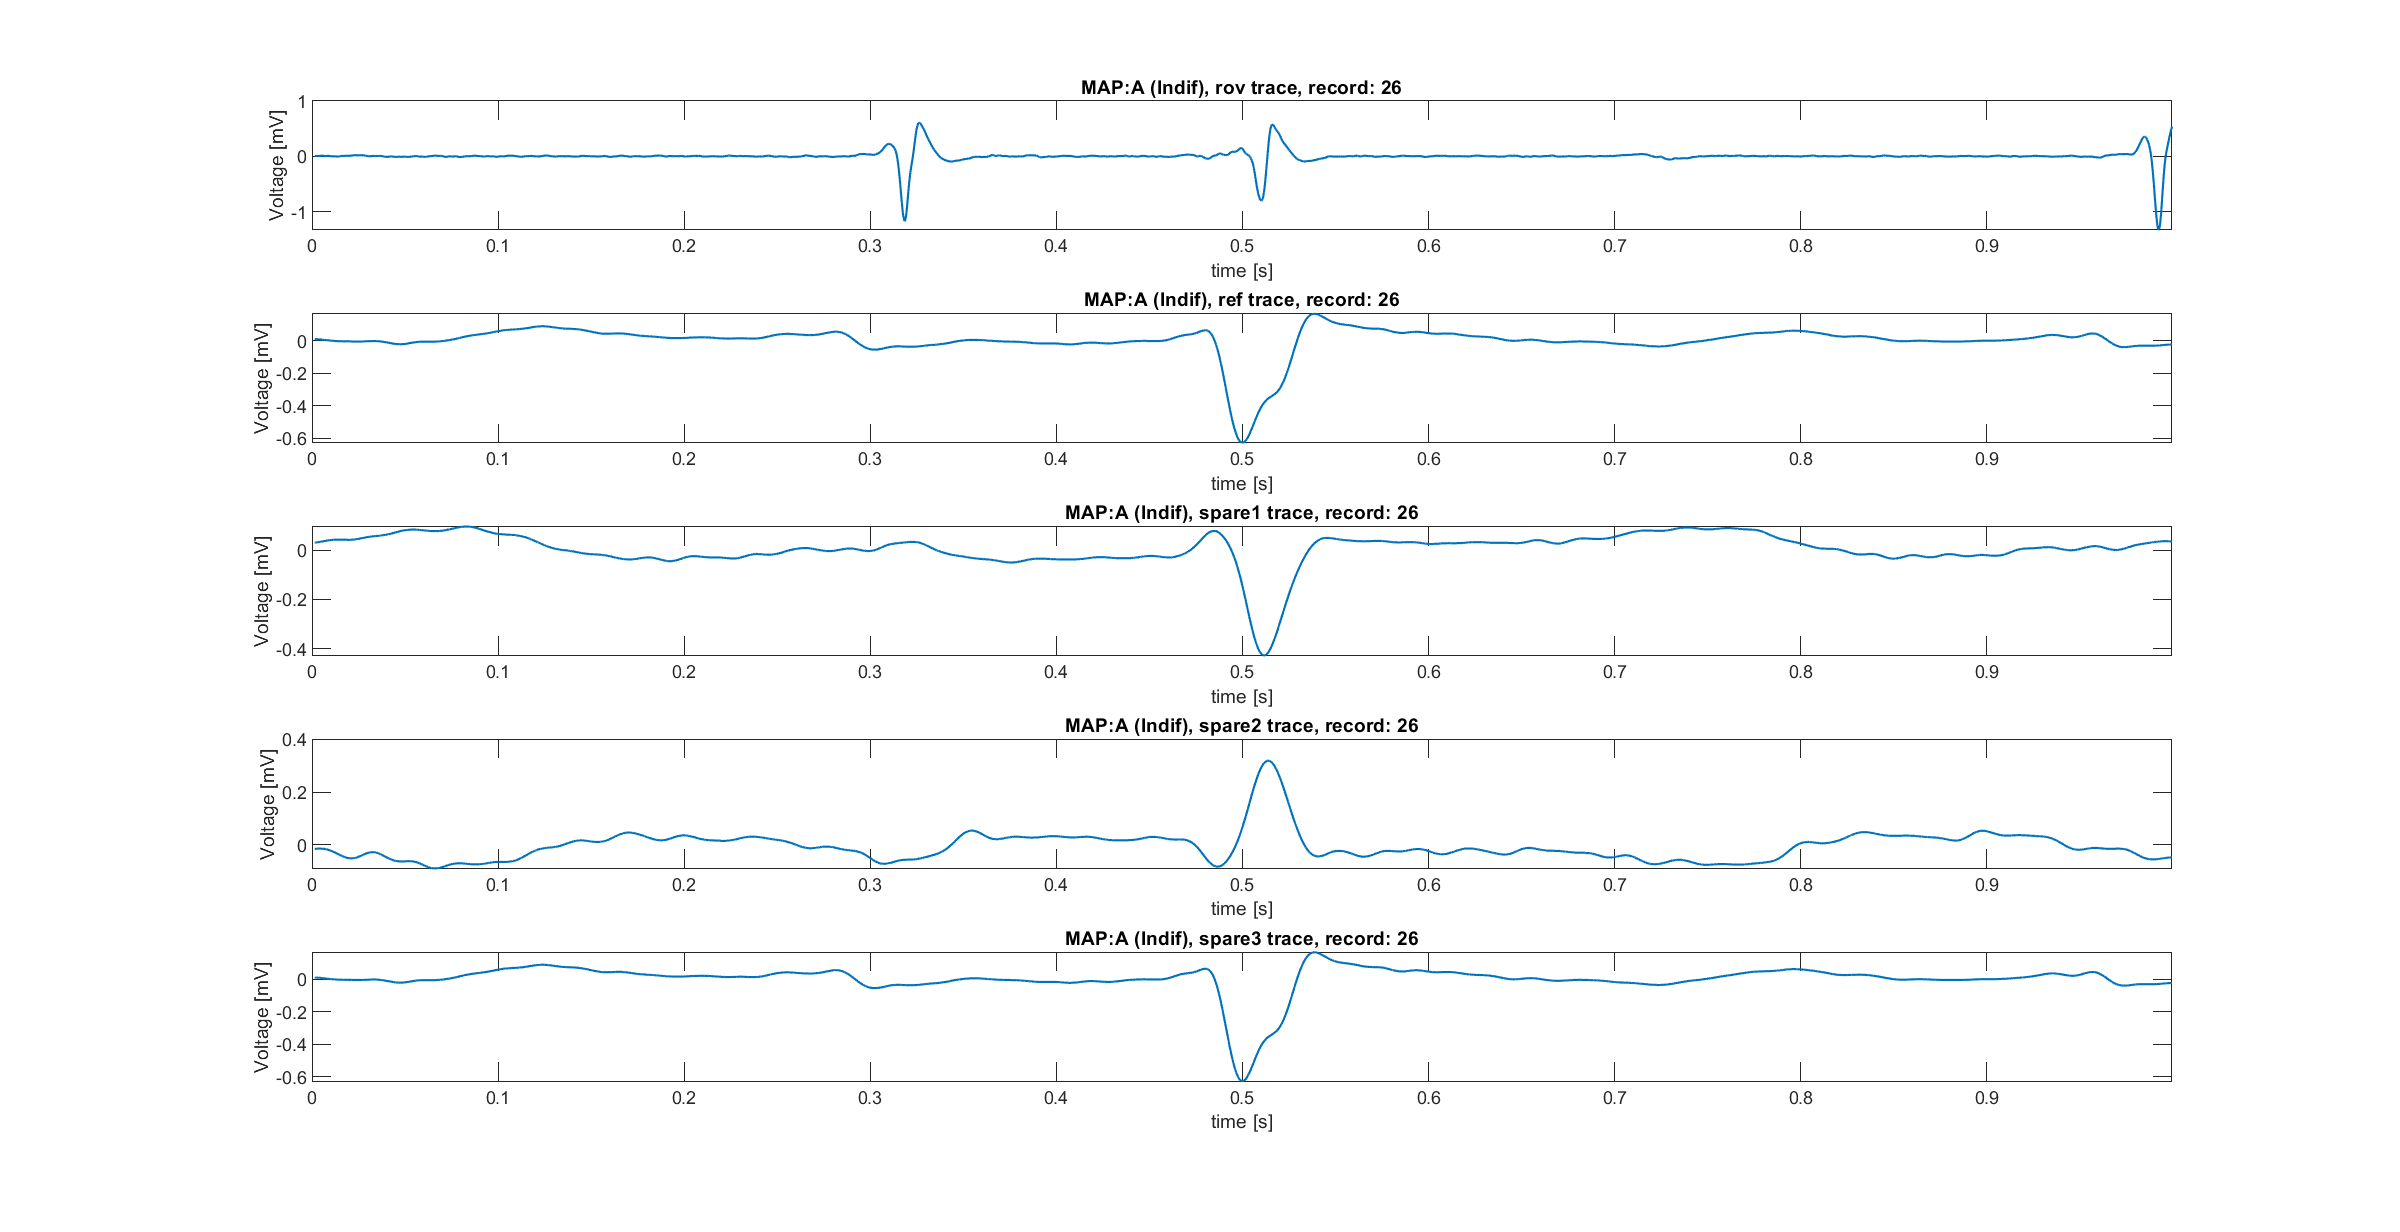 MAP:A (Indif), rov trace, record: 26
Voltage [mV]
1
0
-1
0 0.1 0.2 0.3 0.4 0.5 0.6 0.7 0.8 0.9
time [s]
MAP:A (Indif), ref trace, record: 26
Voltage [mV]
0
-0.2
-0.4
-0.6
0 0.1 0.2 0.3 0.4 0.5 0.6 0.7 0.8 0.9
time [s]
MAP:A (Indif), spare1 trace, record: 26
Voltage [mV]
0
-0.2
-0.4
0 0.1 0.2 0.3 0.4 0.5 0.6 0.7 0.8 0.9
time [s]
MAP:A (Indif), spare2 trace, record: 26
Voltage [mV]
0.4
0.2
0
0 0.1 0.2 0.3 0.4 0.5 0.6 0.7 0.8 0.9
time [s]
MAP:A (Indif), spare3 trace, record: 26
Voltage [mV]
0
-0.2
-0.4
-0.6
0 0.1 0.2 0.3 0.4 0.5 0.6 0.7 0.8 0.9
time [s]